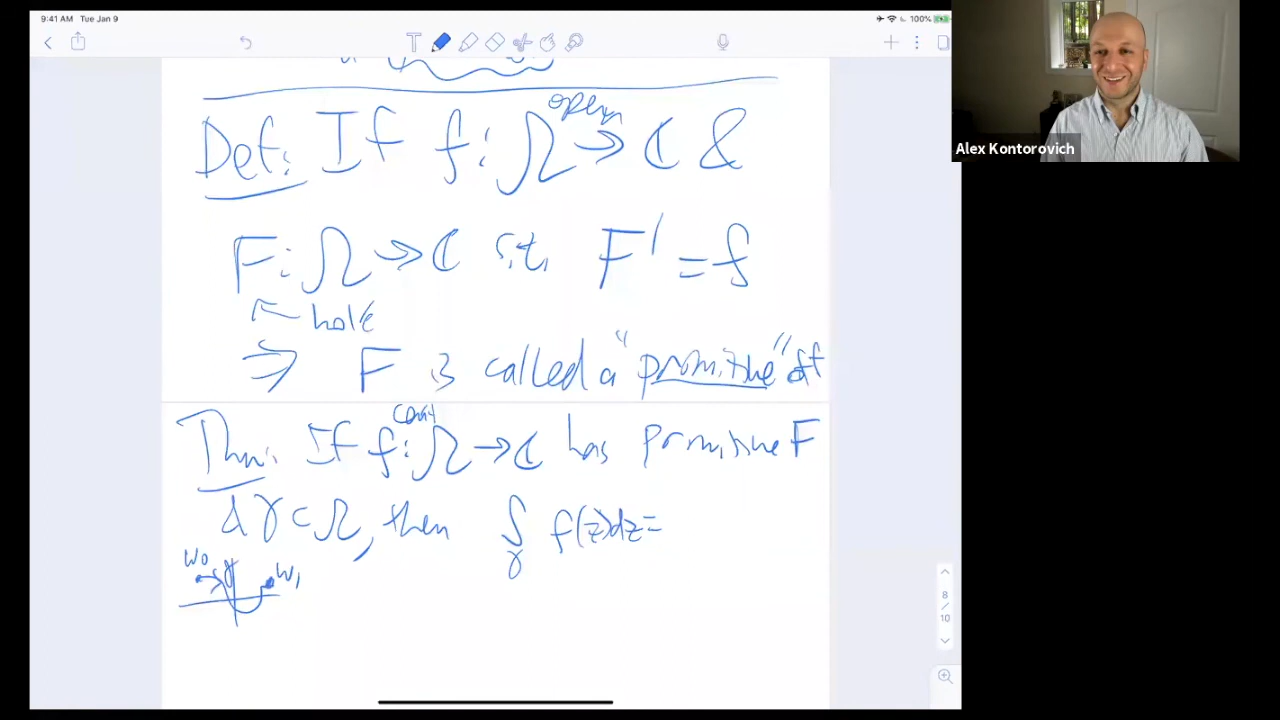 9:41 AM Tue Jan 9
100%
Alex Kontorovich
open
Def: If f: Ω → ℂ &
F: Ω → ℂ s.t. F' = f
↖ hole
⇒ F is called a "primitive" of f
cont
Thm: If f: Ω → ℂ has primitive F
& γ ⊂ Ω, then ∫γ f(z)dz =
w₀ γ w₁
8
/
10